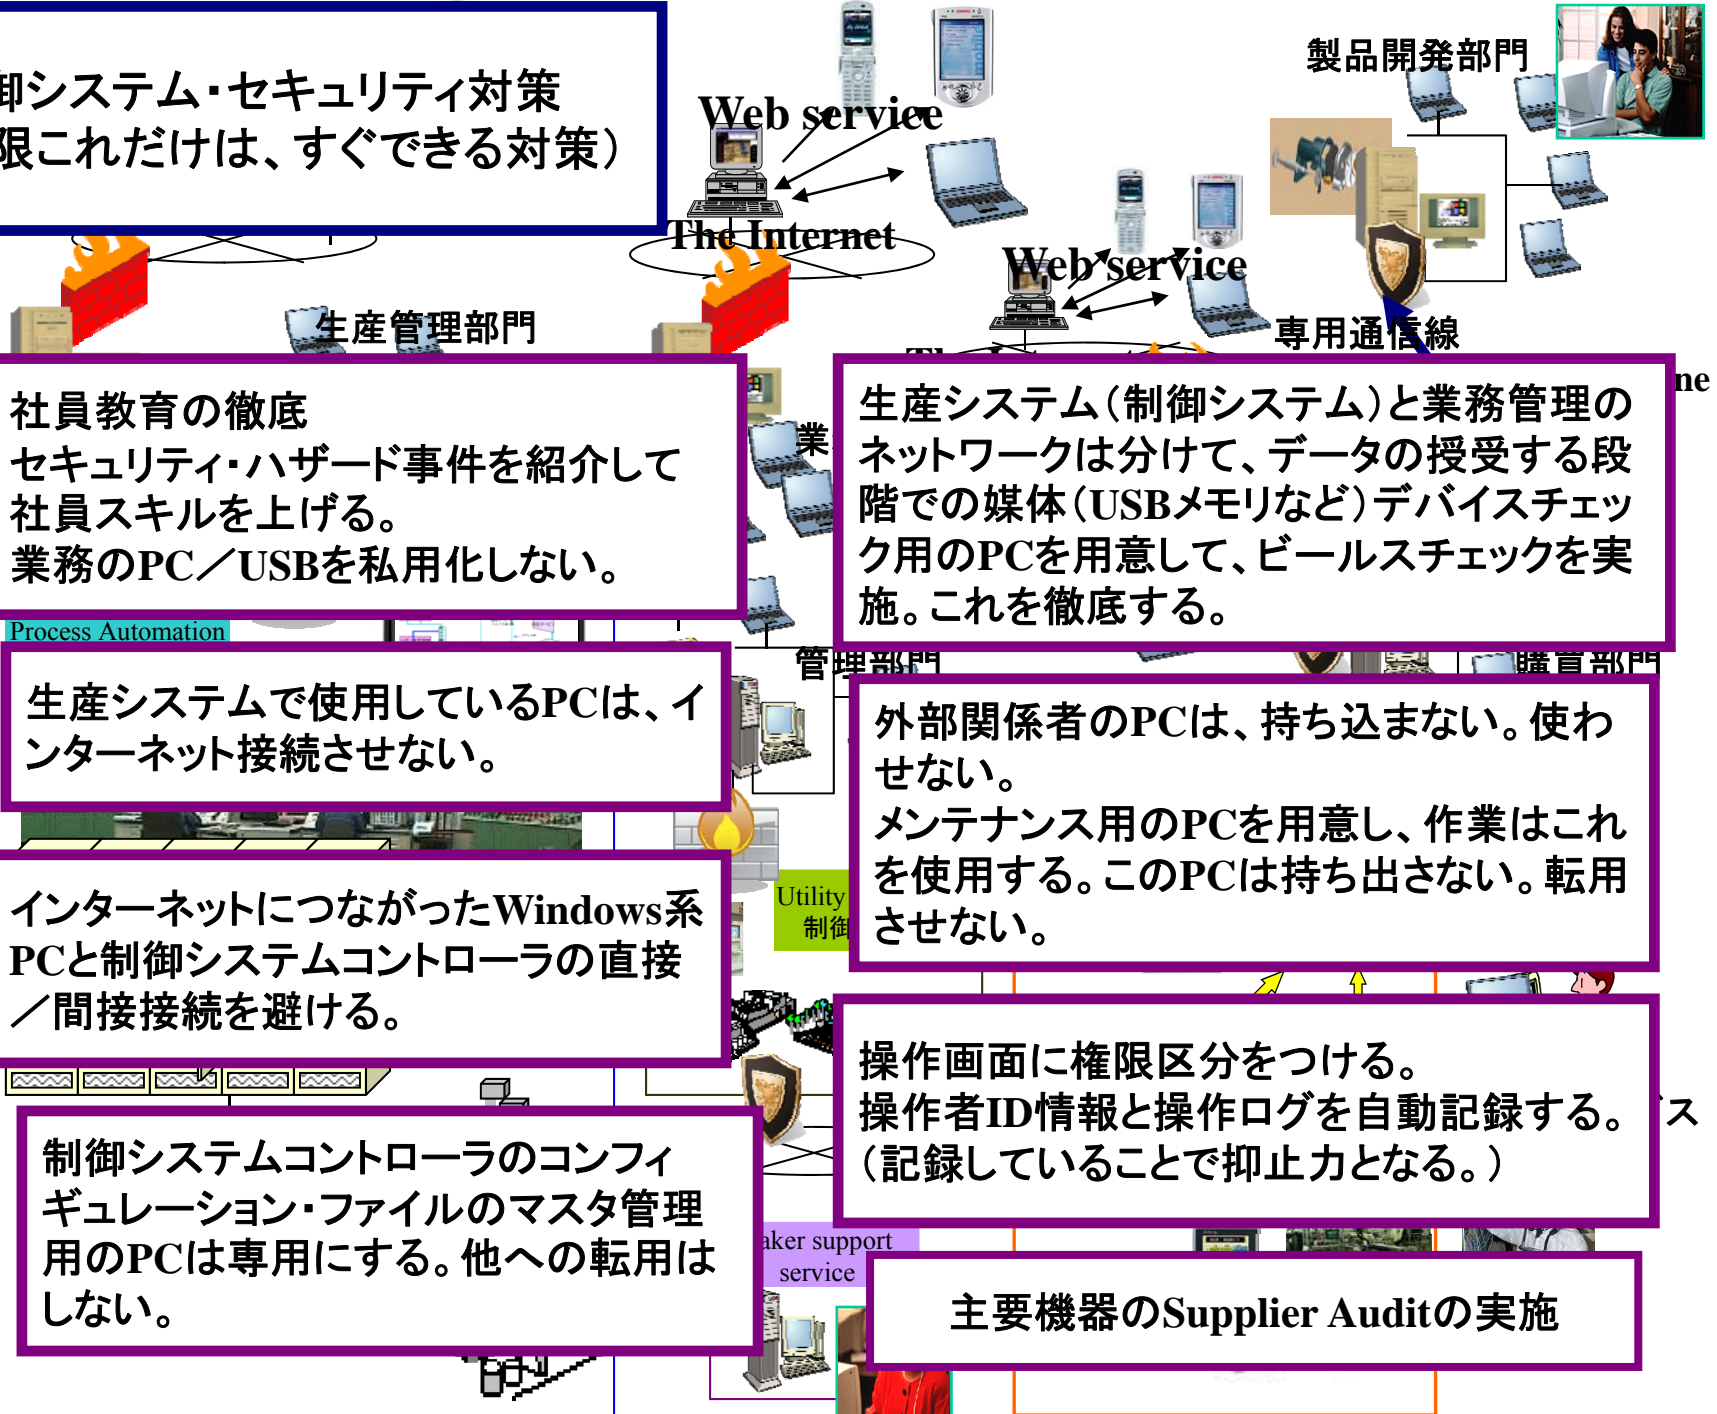 御システム・セキュリティ対策
限これだけは、すぐできる対策）
Web service
The Internet
製品開発部門
Web service
専用通信線
生産管理部門
社員教育の徹底
セキュリティ・ハザード事件を紹介して
社員スキルを上げる。
業務のPC／USBを私用化しない。
業
生産システム（制御システム）と業務管理の
ネットワークは分けて、データの授受する段
階での媒体（USBメモリなど）デバイスチェッ
ク用のPCを用意して、ビールスチェックを実
施。これを徹底する。
ne
Process Automation
管理部門
購買部門
生産システムで使用しているPCは、イ
ンターネット接続させない。
外部関係者のPCは、持ち込まない。使わ
せない。
メンテナンス用のPCを用意し、作業はこれ
を使用する。このPCは持ち出さない。転用
させない。
Utility
制御
インターネットにつながったWindows系
PCと制御システムコントローラの直接
／間接接続を避ける。
操作画面に権限区分をつける。
操作者ID情報と操作ログを自動記録する。
（記録していることで抑止力となる。）
ス
制御システムコントローラのコンフィ
ギュレーション・ファイルのマスタ管理
用のPCは専用にする。他への転用は
しない。
aker support
service
主要機器のSupplier Auditの実施